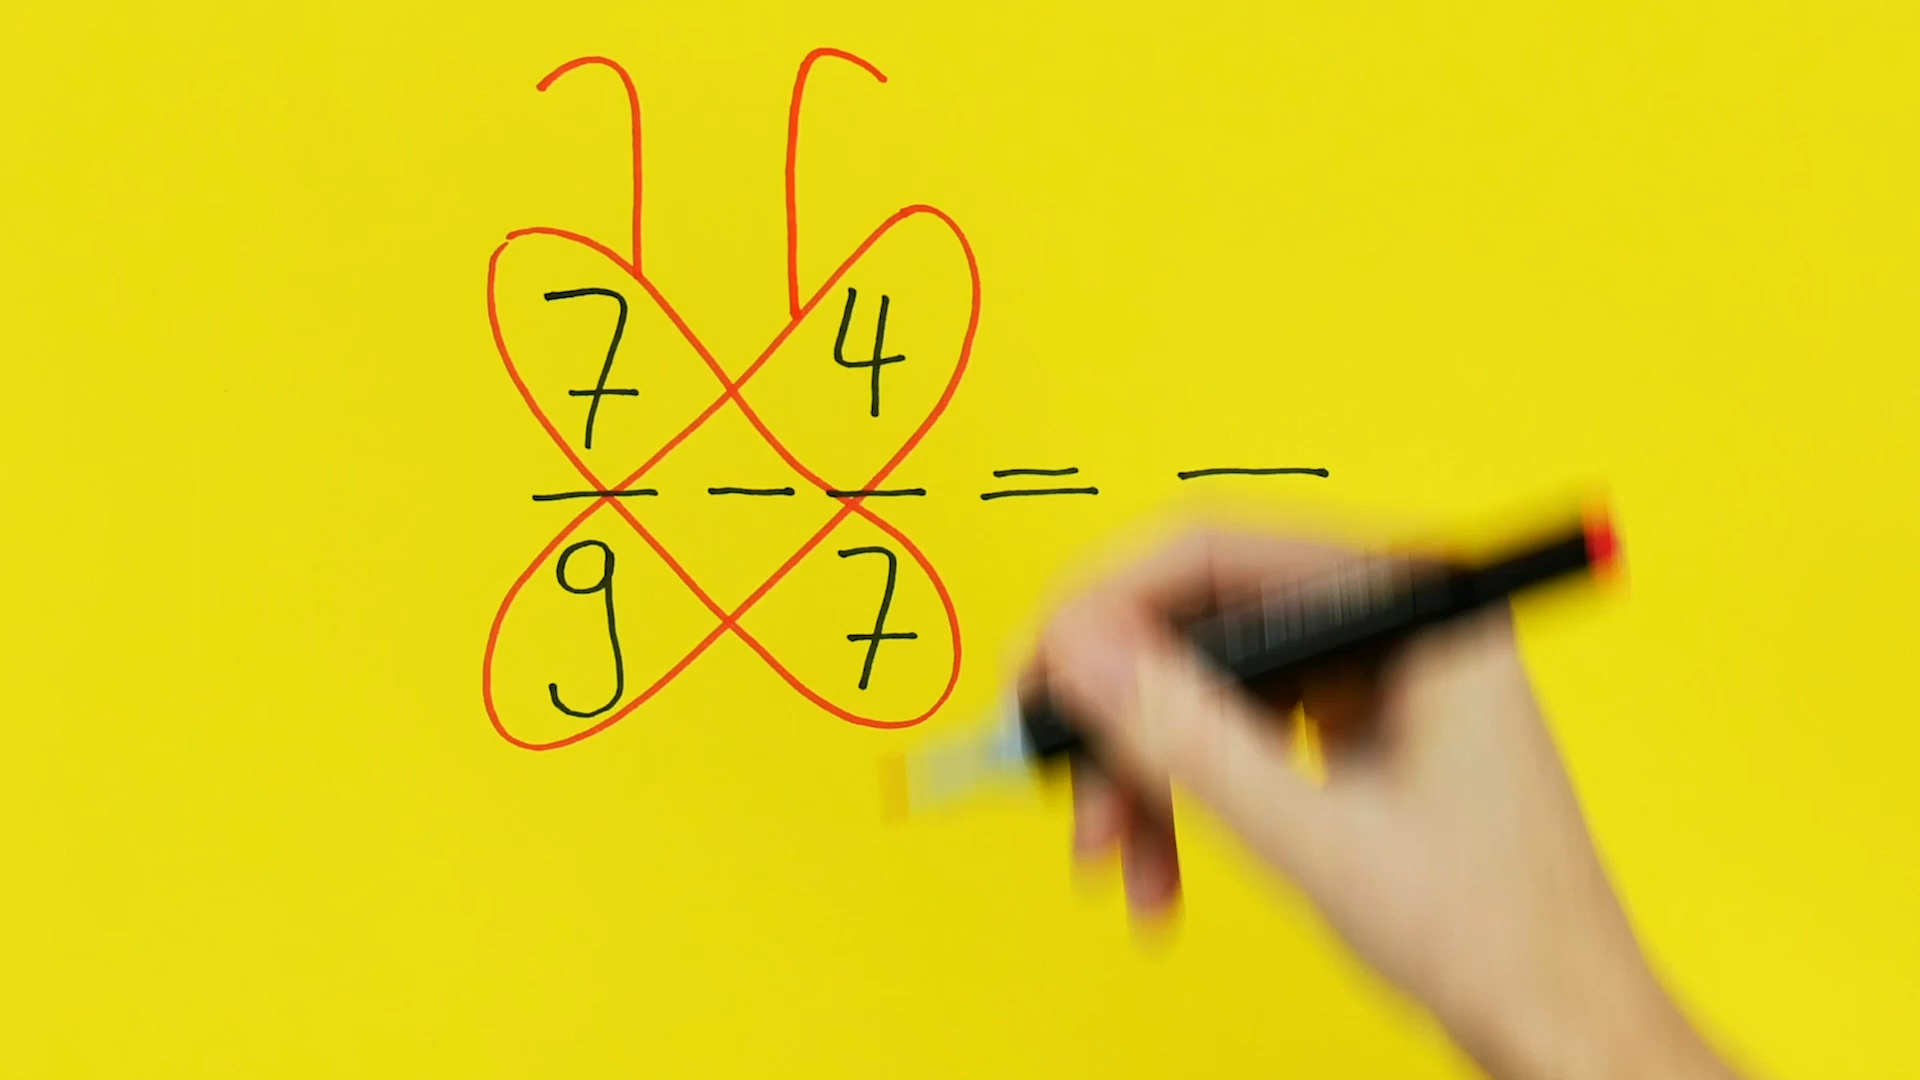 7 4
— — — = —
9 7